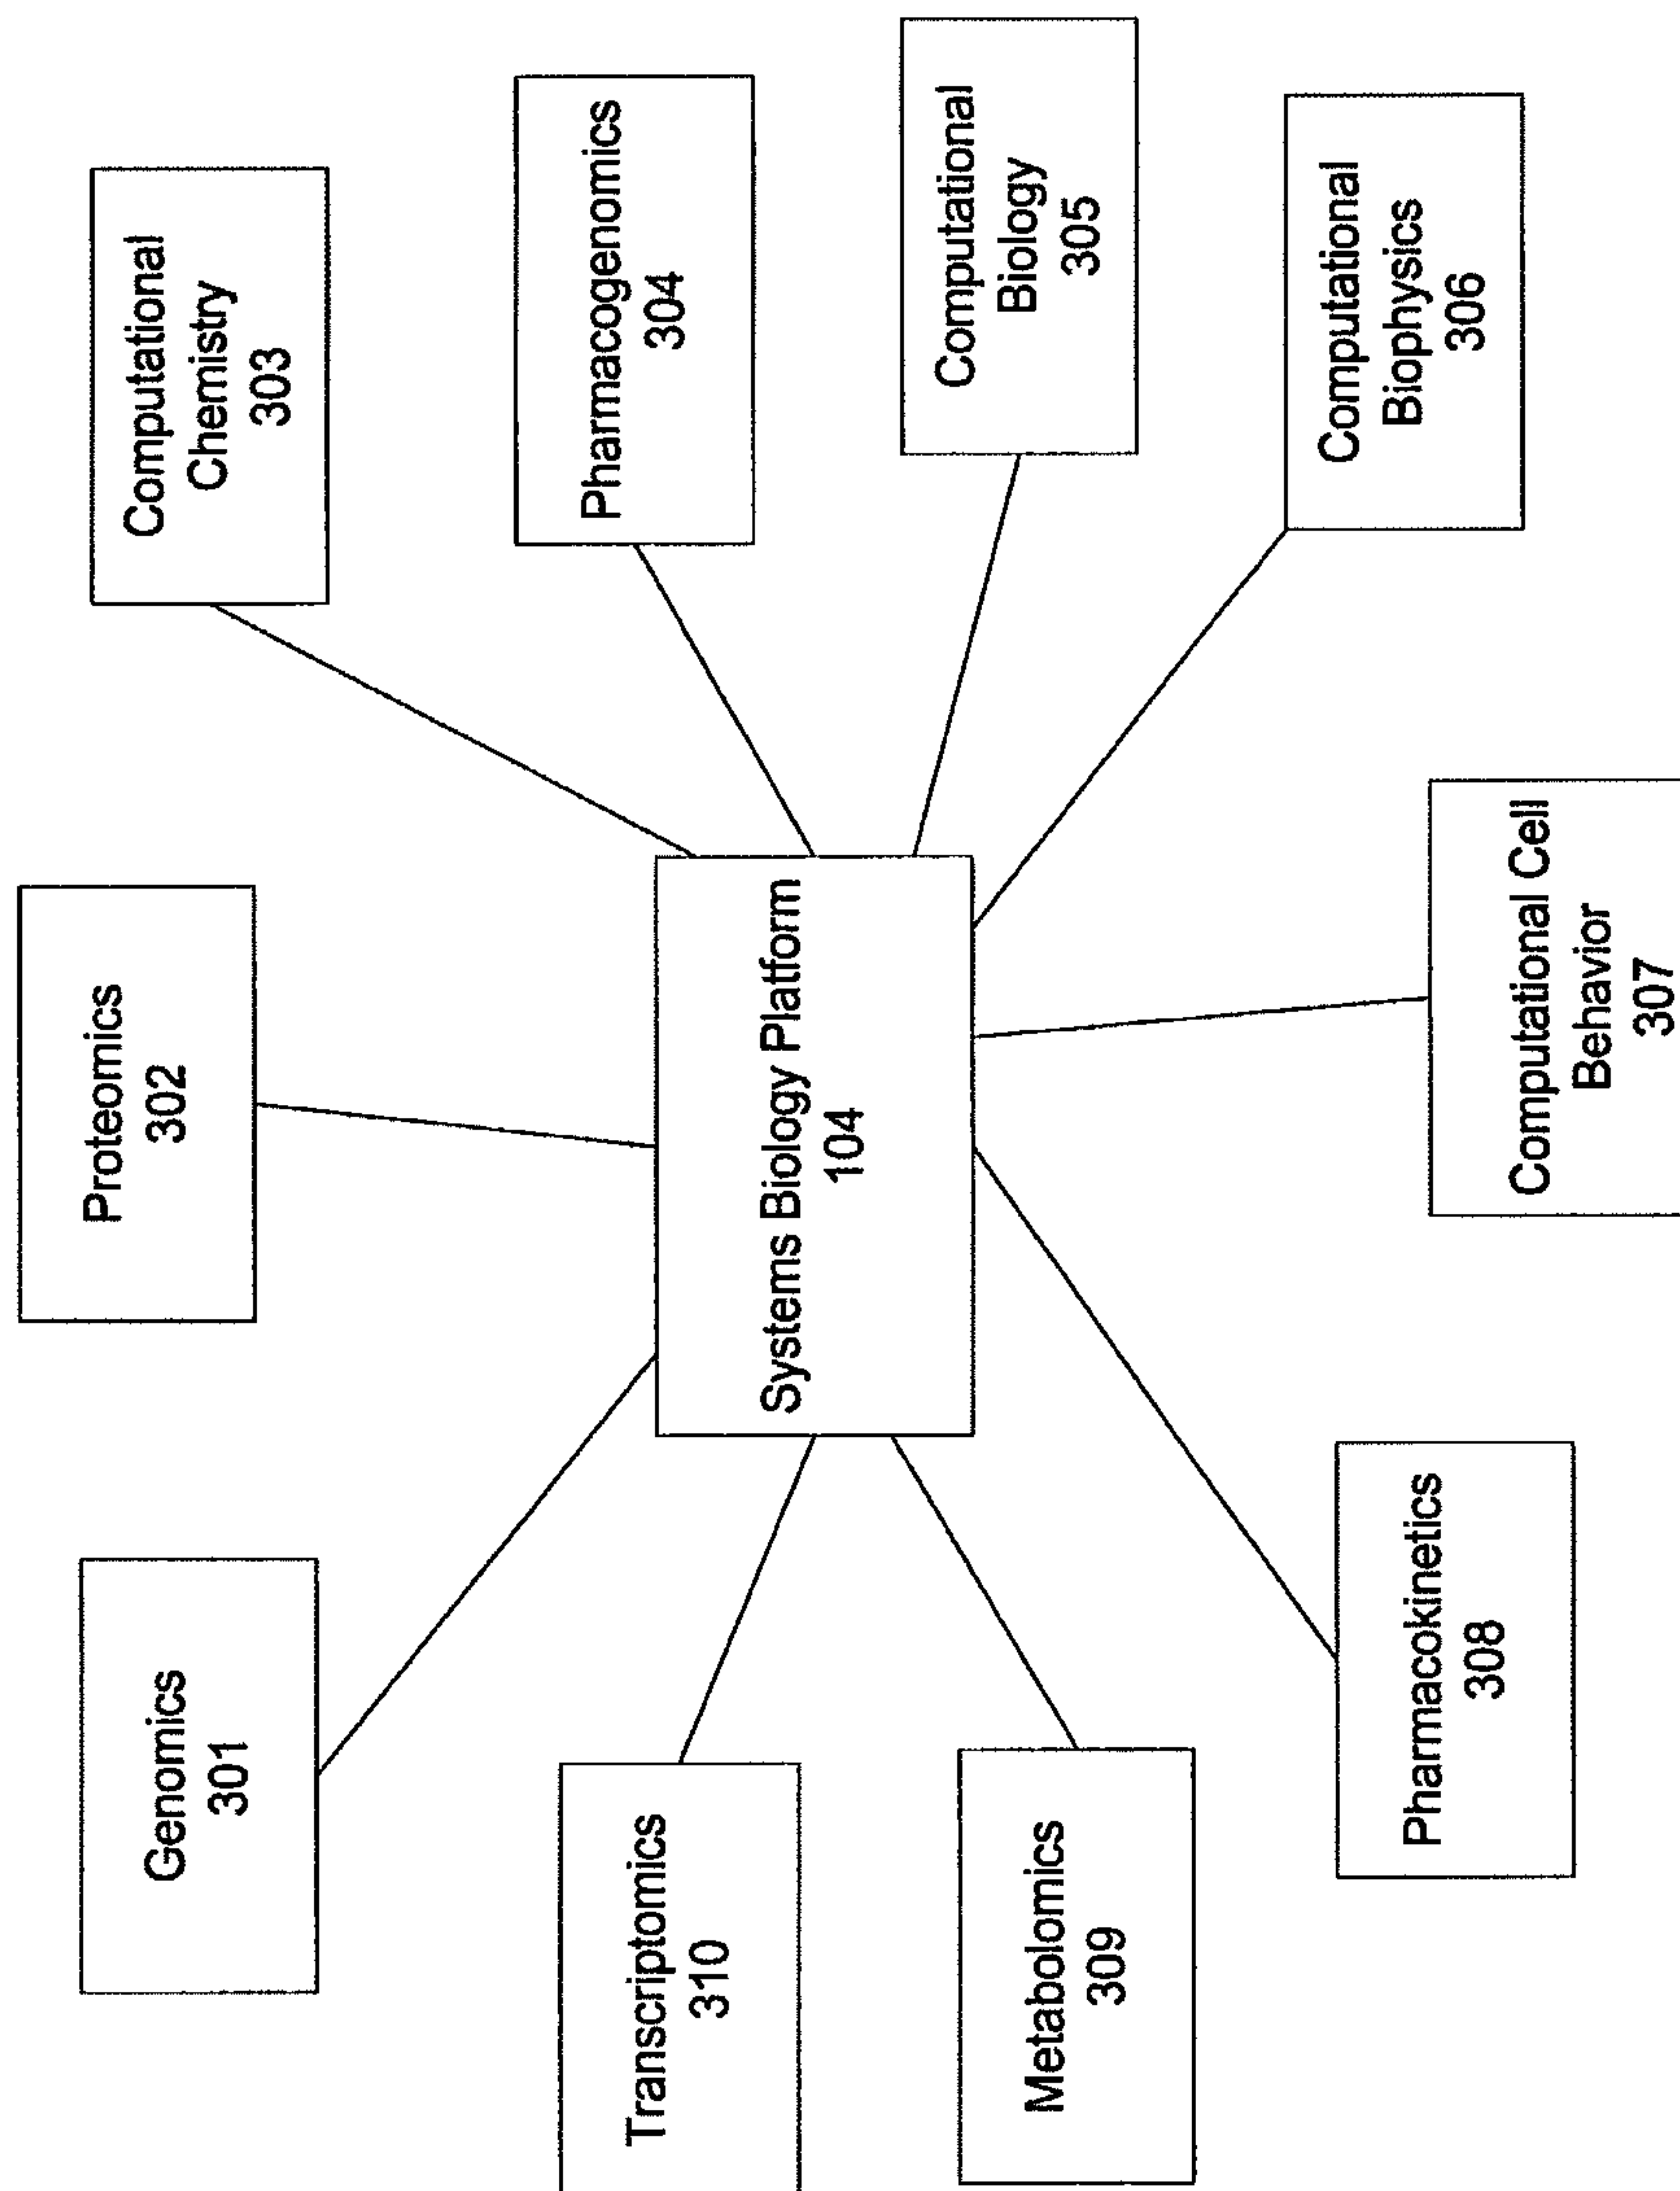 Genomics
301
Proteomics
302
Computational
Chemistry
303
Transcriptomics
310
Systems Biology Platform
104
Pharmacogenomics
304
Metabolomics
309
Computational
Biology
305
Pharmacokinetics
308
Computational Cell
Behavior
307
Computational
Biophysics
306